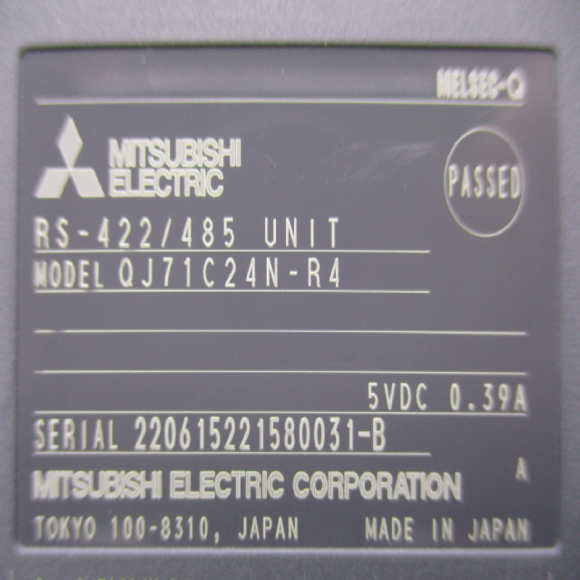 MELSEC-Q
MITSUBISHI
ELECTRIC
PASSED
RS-422/485 UNIT
MODEL QJ71C24N-R4
5VDC 0.39A
SERIAL 220615221580031-B
A
MITSUBISHI ELECTRIC CORPORATION
TOKYO 100-8310, JAPAN MADE IN JAPAN